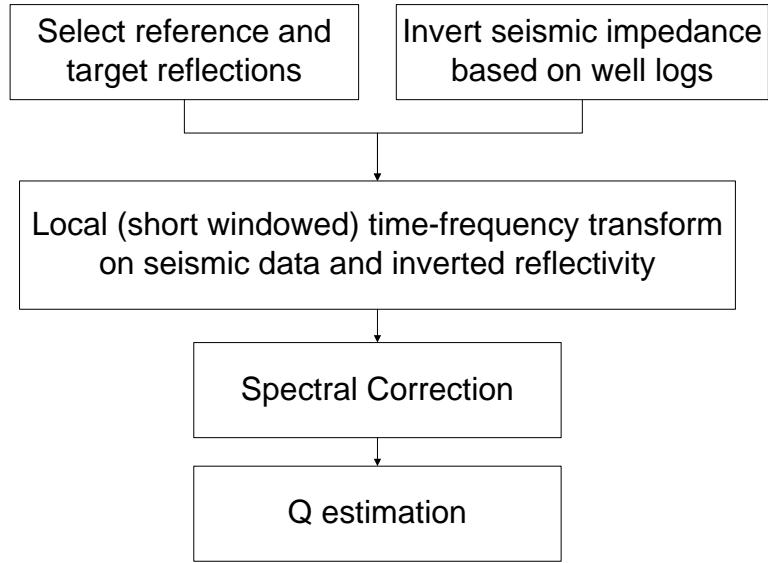 Select reference and
target reflections
Invert seismic impedance
based on well logs
Local (short windowed) time-frequency transform
on seismic data and inverted reflectivity
Spectral Correction
Q estimation